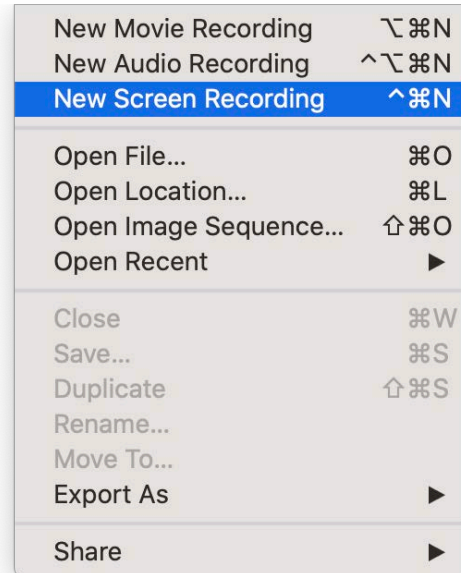 New Movie Recording ⌥⌘N
New Audio Recording ^⌥⌘N
New Screen Recording ^⌘N
Open File... ⌘O
Open Location... ⌘L
Open Image Sequence... ⇧⌘O
Open Recent ▶
Close ⌘W
Save... ⌘S
Duplicate ⇧⌘S
Rename...
Move To...
Export As ▶
Share ▶